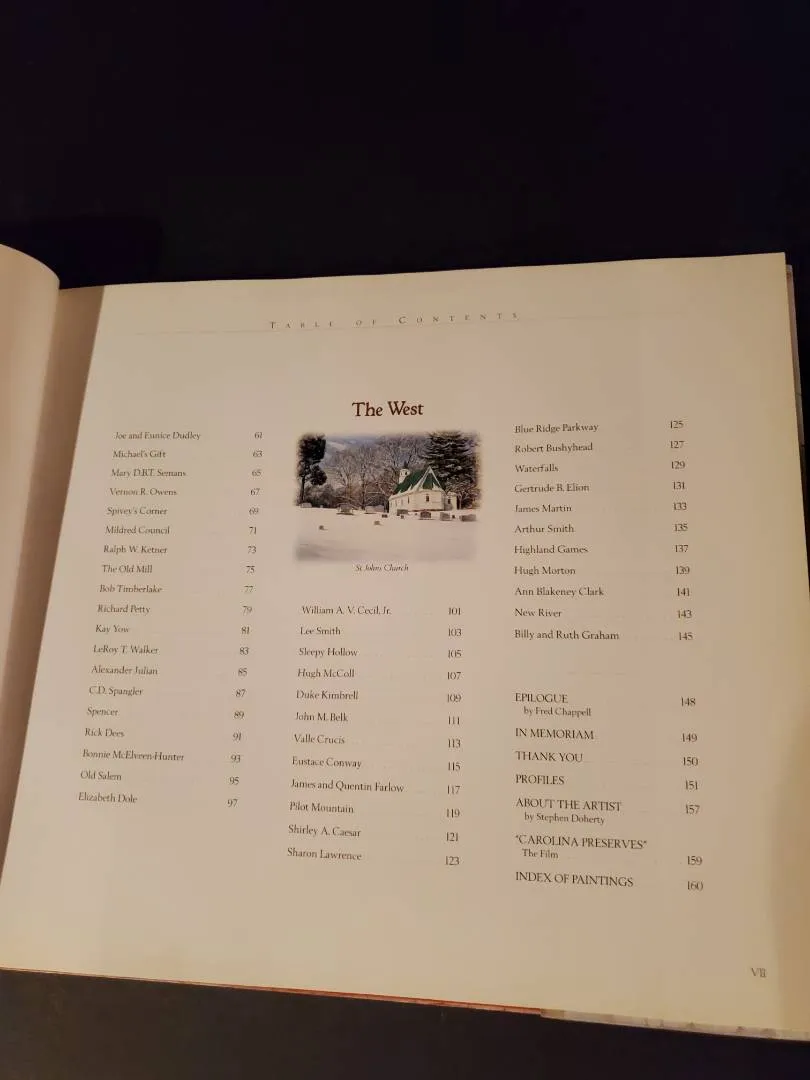 TABLE OF CONTENTS
Joe and Eunice Dudley 61
Michael's Gift 63
Mary D.B.T. Semans 65
Vernon R. Owens 67
Spivey's Corner 69
Mildred Council 71
Ralph W. Ketner 73
The Old Mill 75
Bob Timberlake 77
Richard Petty 79
Kay Yow 81
LeRoy T. Walker 83
Alexander Julian 85
C.D. Spangler 87
Spencer 89
Rick Dees 91
Bonnie McElveen-Hunter 93
Old Salem 95
Elizabeth Dole 97
The West
St Johns Church
William A. V. Cecil, Jr. 101
Lee Smith 103
Sleepy Hollow 105
Hugh McColl 107
Duke Kimbrell 109
John M. Belk 111
Valle Crucis 113
Eustace Conway 115
James and Quentin Farlow 117
Pilot Mountain 119
Shirley A. Caesar 121
Sharon Lawrence 123
Blue Ridge Parkway 125
Robert Bushyhead 127
Waterfalls 129
Gertrude B. Elion 131
James Martin 133
Arthur Smith 135
Highland Games 137
Hugh Morton 139
Ann Blakeney Clark 141
New River 143
Billy and Ruth Graham 145
EPILOGUE 148
by Fred Chappell
IN MEMORIAM 149
THANK YOU 150
PROFILES 151
ABOUT THE ARTIST 157
by Stephen Doherty
"CAROLINA PRESERVES"
The Film 159
INDEX OF PAINTINGS 160
VII